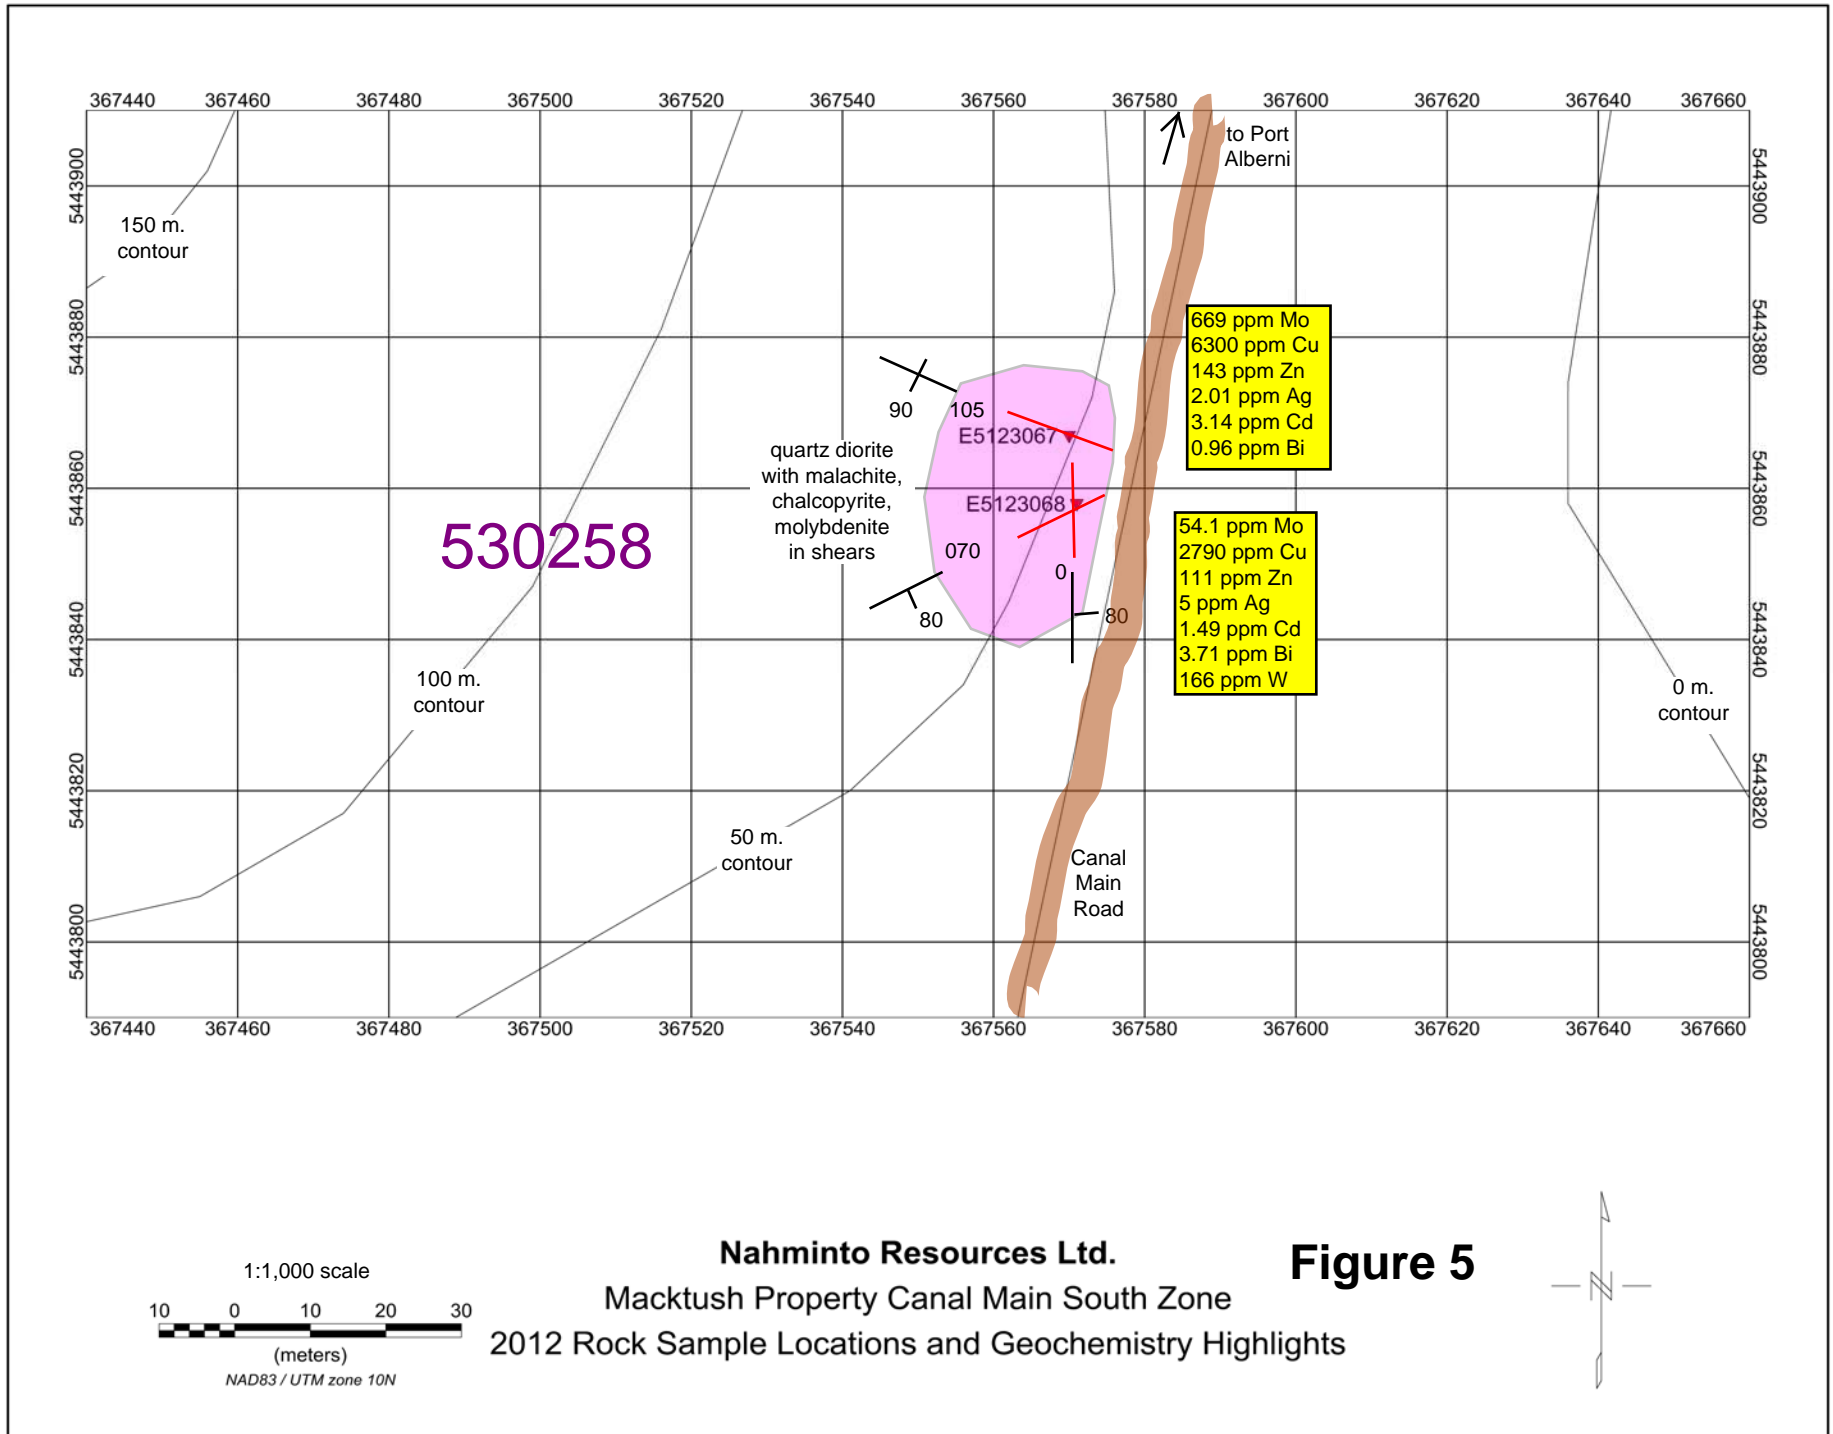 367440 367460 367480 367500 367520 367540 367560 367580 367600 367620 367640 367660
to Port
Alberni
5443900
5443900
150 m.
contour
5443880
5443880
669 ppm Mo
6300 ppm Cu
143 ppm Zn
2.01 ppm Ag
3.14 ppm Cd
0.96 ppm Bi
90
105
E5123067
quartz diorite
with malachite,
chalcopyrite,
molybdenite
in shears
5443860
5443860
E5123068
530258
070
0
80
80
54.1 ppm Mo
2790 ppm Cu
111 ppm Zn
5 ppm Ag
1.49 ppm Cd
3.71 ppm Bi
166 ppm W
5443840
5443840
100 m.
contour
0 m.
contour
5443820
5443820
50 m.
contour
Canal
Main
Road
5443800
5443800
367440 367460 367480 367500 367520 367540 367560 367580 367600 367620 367640 367660
1:1,000 scale
10 0 10 20 30
(meters)
NAD83 / UTM zone 10N
Nahminto Resources Ltd.
Macktush Property Canal Main South Zone
2012 Rock Sample Locations and Geochemistry Highlights
Figure 5
N